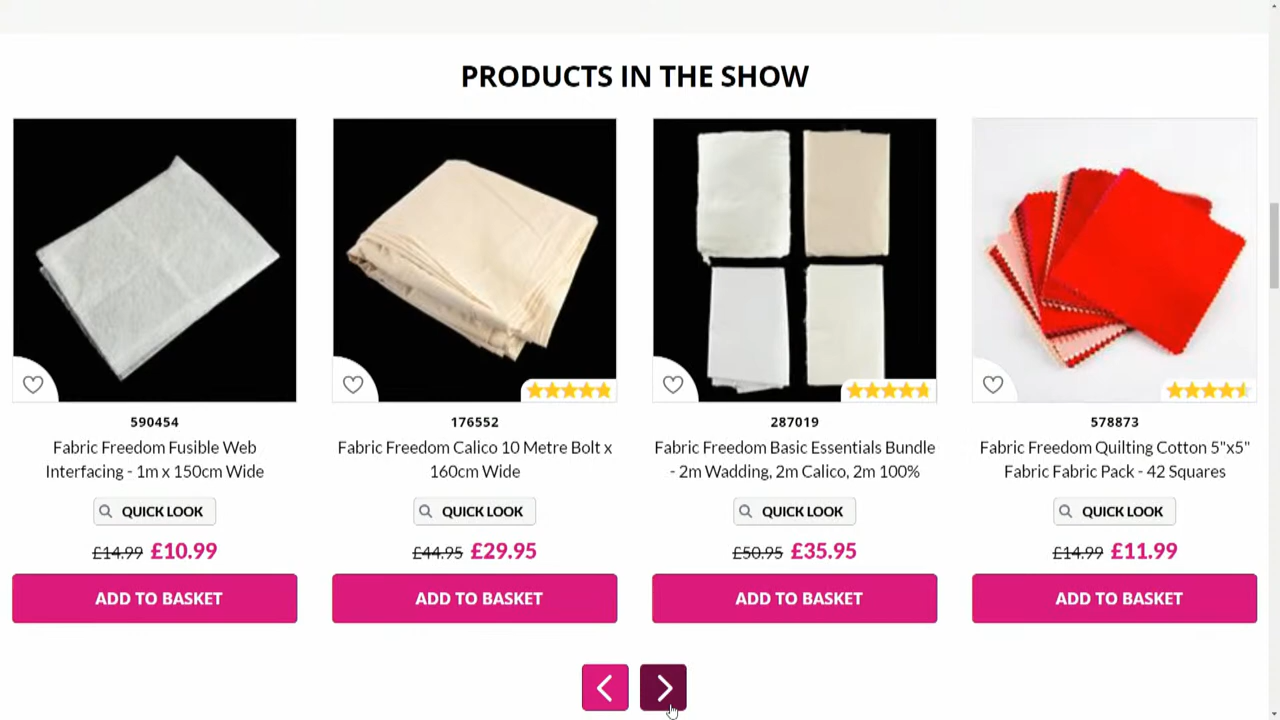 PRODUCTS IN THE SHOW
590454
Fabric Freedom Fusible Web
Interfacing - 1m x 150cm Wide
QUICK LOOK
£14.99 £10.99
ADD TO BASKET
176552
Fabric Freedom Calico 10 Metre Bolt x
160cm Wide
QUICK LOOK
£44.95 £29.95
ADD TO BASKET
287019
Fabric Freedom Basic Essentials Bundle
- 2m Wadding, 2m Calico, 2m 100%
QUICK LOOK
£50.95 £35.95
ADD TO BASKET
578873
Fabric Freedom Quilting Cotton 5"x5"
Fabric Fabric Pack - 42 Squares
QUICK LOOK
£14.99 £11.99
ADD TO BASKET